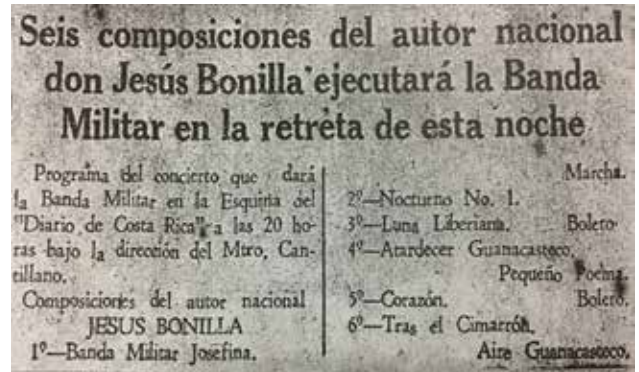 Seis composiciones del autor nacional
don Jesús Bonilla ejecutará la Banda
Militar en la retreta de esta noche
Programa del concierto que dará
la Banda Militar en la Esquina del
"Diario de Costa Rica" a las 20 ho-
ras bajo la dirección del Mtro. Can-
tillano.
Composiciones del autor nacional
JESUS BONILLA
1º—Banda Militar Josefina.
Marcha.
2º—Nocturno No. 1.
3º—Luna Liberiana. Bolero
4º—Atardecer Guanacasteco.
Pequeño Poema.
5º—Corazón. Bolero.
6º—Tras el Cimarrón.
Aire Guanacasteco.